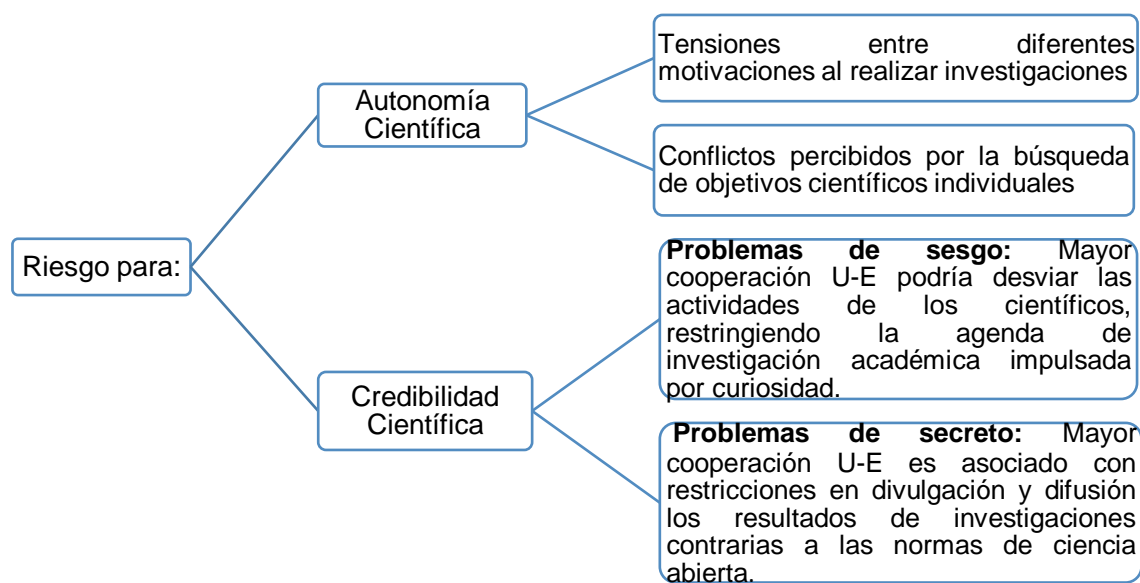 Riesgo para:
Autonomía
Científica
Tensiones entre diferentes
motivaciones al realizar investigaciones
Conflictos percibidos por la búsqueda
de objetivos científicos individuales
Credibilidad
Científica
Problemas de sesgo: Mayor
cooperación U-E podría desviar las
actividades de los científicos,
restringiendo la agenda de
investigación académica impulsada
por curiosidad.
Problemas de secreto: Mayor
cooperación U-E es asociado con
restricciones en divulgación y difusión
los resultados de investigaciones
contrarias a las normas de ciencia
abierta.